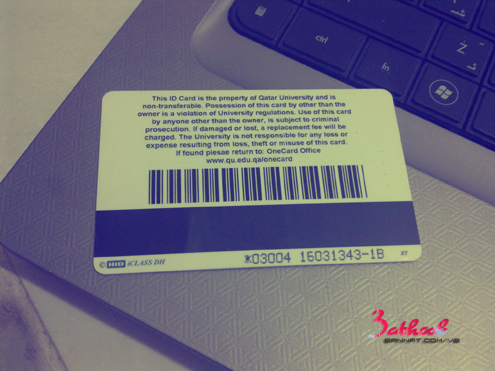 ctrl
fn
Z
This ID Card is the property of Qatar University and is
non-transferable. Possession of this card by other than the
owner is a violation of University regulations. Use of this card
by anyone other than the owner, is subject to criminal
prosecution. If damaged or lost, a replacement fee will be
charged. The University is not responsible for any loss or
expense resulting from loss, theft or misuse of this card.
If found plesae return to: OneCard Office
www.qu.edu.qa/onecard
© HID iCLASS DH
*03004 16031343-1B